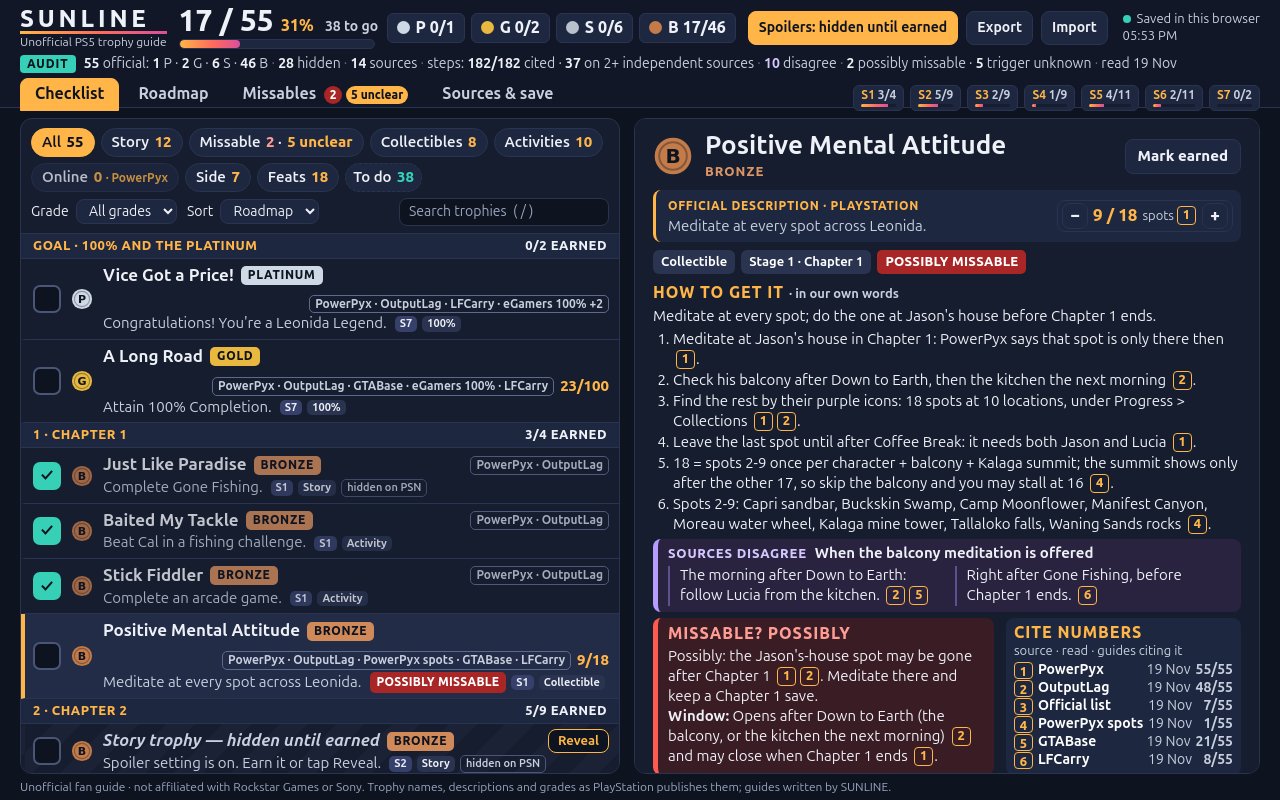 SUNLINE
Unofficial PS5 trophy guide
17 / 55 31% 38 to go
P 0/1
G 0/2
S 0/6
B 17/46
Spoilers: hidden until earned
Export
Import
Saved in this browser
05:53 PM
AUDIT 55 official: 1 P · 2 G · 6 S · 46 B · 28 hidden · 14 sources · steps: 182/182 cited · 37 on 2+ independent sources · 10 disagree · 2 possibly missable · 5 trigger unknown · read 19 Nov
Checklist
Roadmap
Missables 2 5 unclear
Sources & save
S1 3/4
S2 5/9
S3 2/9
S4 1/9
S5 4/11
S6 2/11
S7 0/2
All 55
Story 12
Missable 2 · 5 unclear
Collectibles 8
Activities 10
Online 0 · PowerPyx
Side 7
Feats 18
To do 38
Grade All grades Sort Roadmap Search trophies (/)
GOAL · 100% AND THE PLATINUM 0/2 EARNED
P Vice Got a Price! PLATINUM
PowerPyx · OutputLag · LFCarry · eGamers 100% +2
Congratulations! You're a Leonida Legend. S7 100%
G A Long Road GOLD
PowerPyx · OutputLag · GTABase · eGamers 100% · LFCarry 23/100
Attain 100% Completion. S7 100%
1 · CHAPTER 1 3/4 EARNED
B Just Like Paradise BRONZE PowerPyx · OutputLag
Complete Gone Fishing. S1 Story hidden on PSN
B Baited My Tackle BRONZE PowerPyx · OutputLag
Beat Cal in a fishing challenge. S1 Activity
B Stick Fiddler BRONZE PowerPyx · OutputLag
Complete an arcade game. S1 Activity
B Positive Mental Attitude BRONZE
PowerPyx · OutputLag · PowerPyx spots · GTABase · LFCarry 9/18
Meditate at every spot across Leonida. POSSIBLY MISSABLE S1 Collectible
2 · CHAPTER 2 5/9 EARNED
B Story trophy — hidden until earned BRONZE Reveal
Spoiler setting is on. Earn it or tap Reveal. S2 Story hidden on PSN
B Positive Mental Attitude
BRONZE
Mark earned
OFFICIAL DESCRIPTION · PLAYSTATION
Meditate at every spot across Leonida.
− 9 / 18 spots 1 +
Collectible
Stage 1 · Chapter 1
POSSIBLY MISSABLE
HOW TO GET IT · in our own words
Meditate at every spot; do the one at Jason's house before Chapter 1 ends.
1. Meditate at Jason's house in Chapter 1: PowerPyx says that spot is only there then
1.
2. Check his balcony after Down to Earth, then the kitchen the next morning 2.
3. Find the rest by their purple icons: 18 spots at 10 locations, under Progress >
Collections 1 2.
4. Leave the last spot until after Coffee Break: it needs both Jason and Lucia 1.
5. 18 = spots 2-9 once per character + balcony + Kalaga summit; the summit shows only
after the other 17, so skip the balcony and you may stall at 16 4.
6. Spots 2-9: Capri sandbar, Buckskin Swamp, Camp Moonflower, Manifest Canyon,
Moreau water wheel, Kalaga mine tower, Tallaloko falls, Waning Sands rocks 4.
SOURCES DISAGREE When the balcony meditation is offered
The morning after Down to Earth:
follow Lucia from the kitchen. 2 5
Right after Gone Fishing, before
Chapter 1 ends. 6
MISSABLE? POSSIBLY
Possibly: the Jason's-house spot may be gone
after Chapter 1 1 2. Meditate there and
keep a Chapter 1 save.
Window: Opens after Down to Earth (the
balcony, or the kitchen the next morning) 2
and may close when Chapter 1 ends 1.
CITE NUMBERS
source · read · guides citing it
1 PowerPyx 19 Nov 55/55
2 OutputLag 19 Nov 48/55
3 Official list 19 Nov 7/55
4 PowerPyx spots 19 Nov 1/55
5 GTABase 19 Nov 21/55
6 LFCarry 19 Nov 8/55
Unofficial fan guide · not affiliated with Rockstar Games or Sony. Trophy names, descriptions and grades as PlayStation publishes them; guides written by SUNLINE.